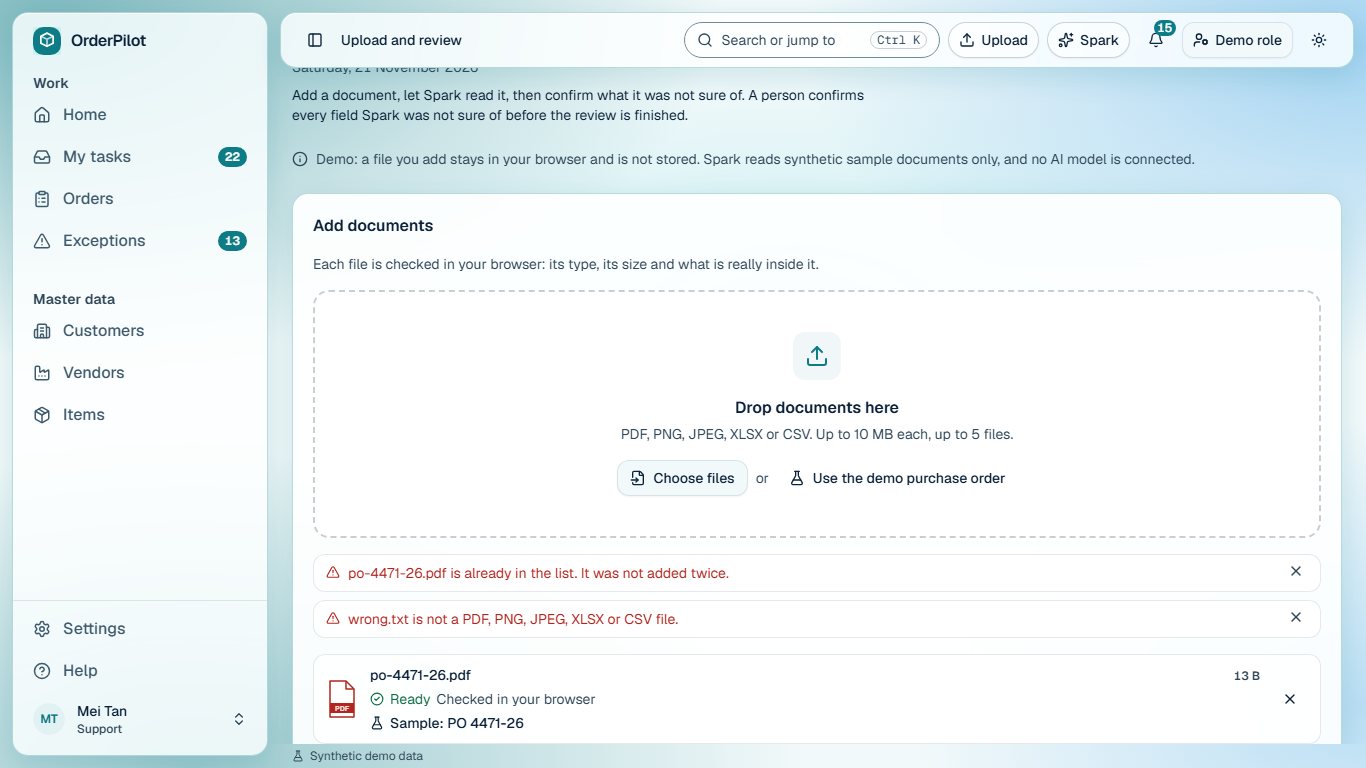 OrderPilot
Work
Home
My tasks
22
Orders
Exceptions
13
Master data
Customers
Vendors
Items
Settings
Help
MT
Mei Tan
Support
Upload and review
Search or jump to
Ctrl K
Upload
Spark
15
Demo role
Saturday, 21 November 2026
Add a document, let Spark read it, then confirm what it was not sure of. A person confirms
every field Spark was not sure of before the review is finished.
Demo: a file you add stays in your browser and is not stored. Spark reads synthetic sample documents only, and no AI model is connected.
Add documents
Each file is checked in your browser: its type, its size and what is really inside it.
Drop documents here
PDF, PNG, JPEG, XLSX or CSV. Up to 10 MB each, up to 5 files.
Choose files
or
Use the demo purchase order
po-4471-26.pdf is already in the list. It was not added twice.
wrong.txt is not a PDF, PNG, JPEG, XLSX or CSV file.
PDF
po-4471-26.pdf
13 B
Ready Checked in your browser
Sample: PO 4471-26
Synthetic demo data